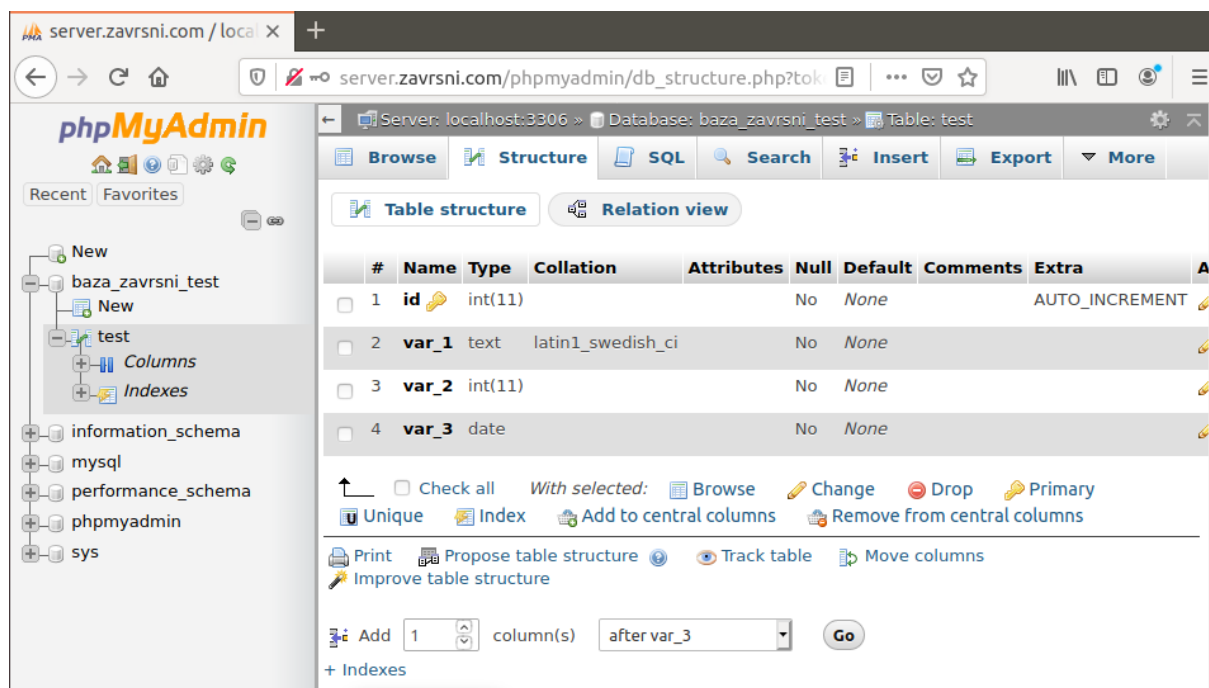 server.zavrsni.com / local
server.zavrsni.com/phpmyadmin/db_structure.php?tok
phpMyAdmin
Recent Favorites
New
baza_zavrsni_test
New
test
Columns
Indexes
information_schema
mysql
performance_schema
phpmyadmin
sys
Server: localhost:3306 » Database: baza_zavrsni_test » Table: test
Browse Structure SQL Search Insert Export More
Table structure Relation view
# Name Type Collation Attributes Null Default Comments Extra A
1 id int(11) No None AUTO_INCREMENT
2 var_1 text latin1_swedish_ci No None
3 var_2 int(11) No None
4 var_3 date No None
Check all With selected: Browse Change Drop Primary
Unique Index Add to central columns Remove from central columns
Print Propose table structure Track table Move columns
Improve table structure
Add 1 column(s) after var_3 Go
+ Indexes